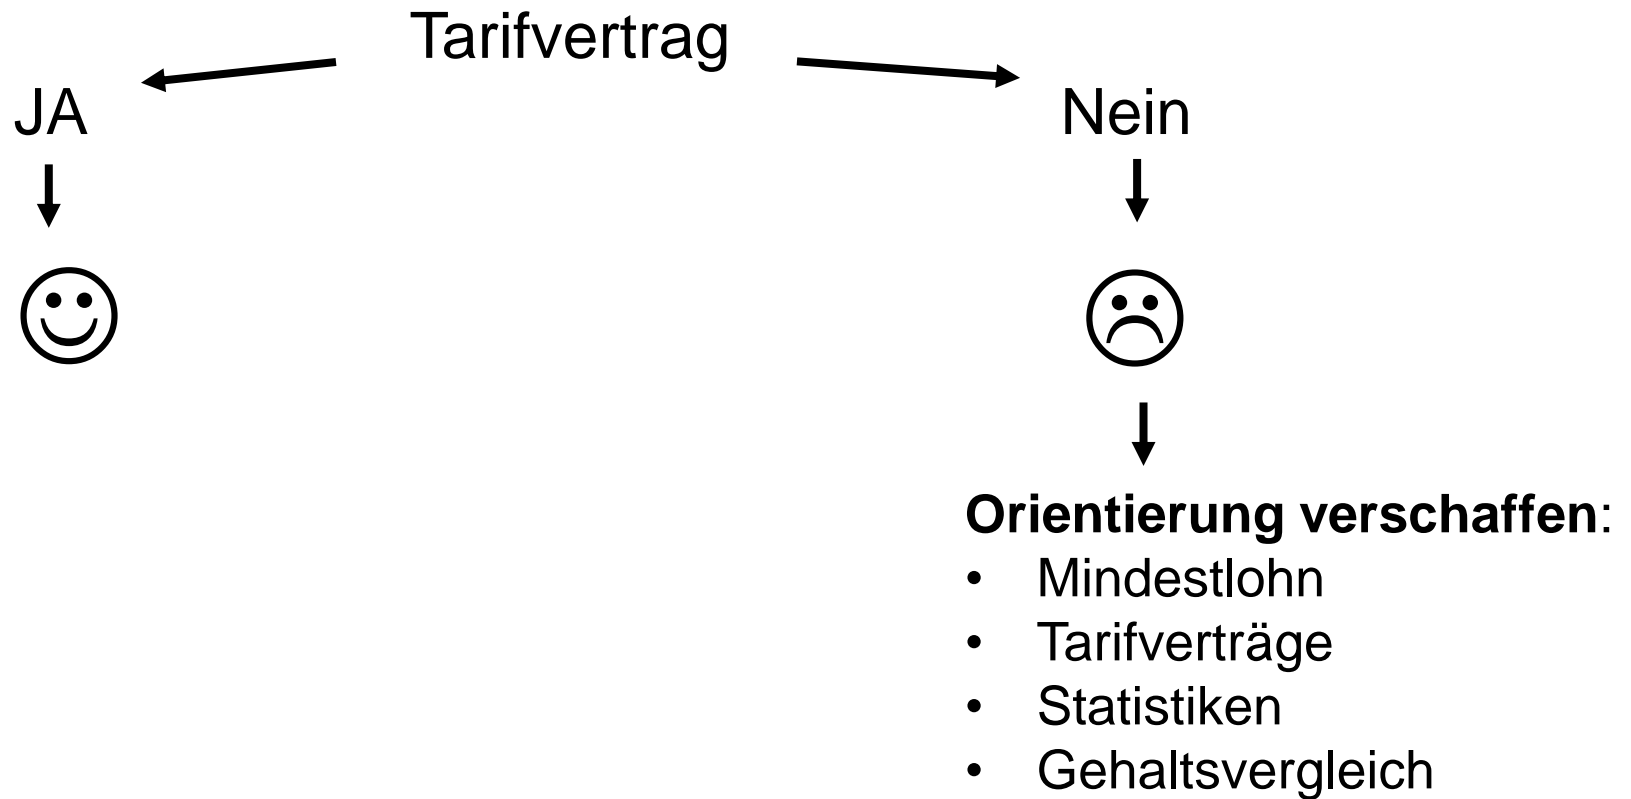 Tarifvertrag
JA
Nein
Orientierung verschaffen:
• Mindestlohn
• Tarifverträge
• Statistiken
• Gehaltsvergleich